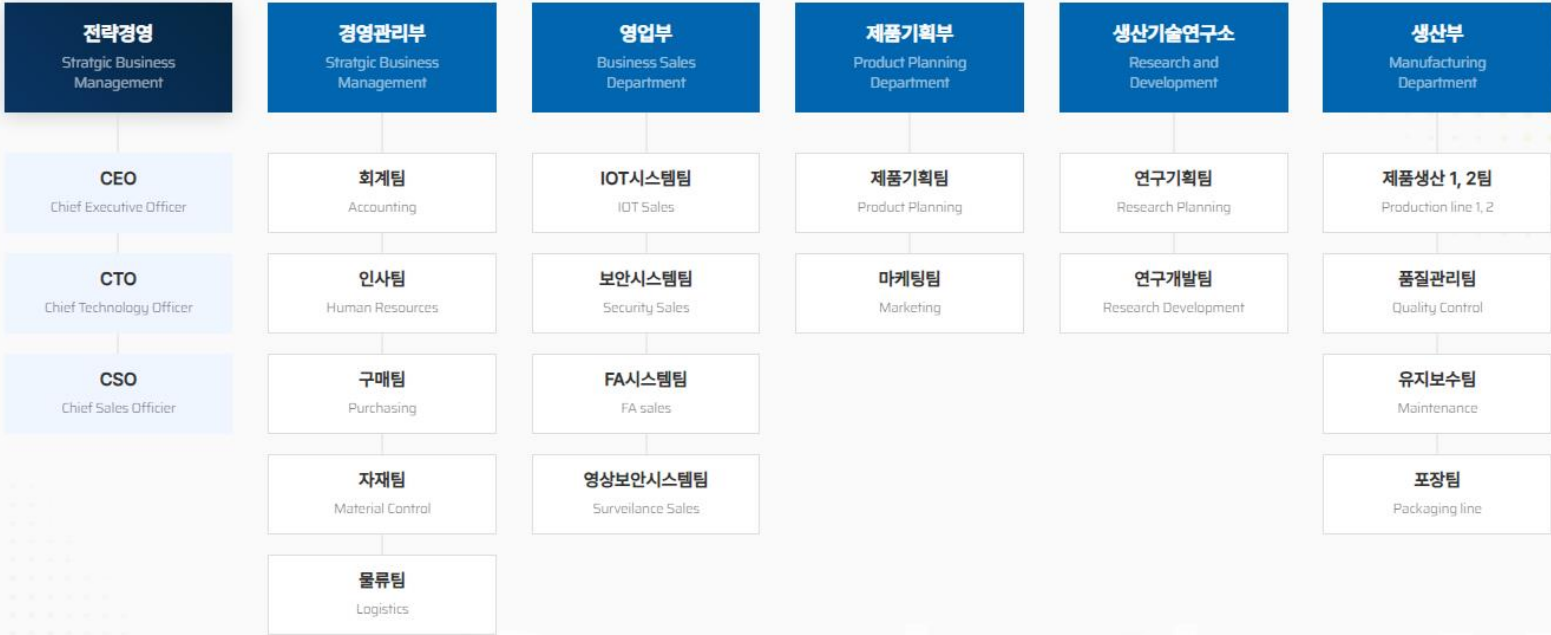 전략경영
Stratgic Business
Management
CEO
Chief Executive Officer
CTO
Chief Technology Officer
CSO
Chief Sales Officier
경영관리부
Stratgic Business
Management
회계팀
Accounting
인사팀
Human Resources
구매팀
Purchasing
자재팀
Material Control
물류팀
Logistics
영업부
Business Sales
Department
IOT시스템팀
IOT Sales
보안시스템팀
Security Sales
FA시스템팀
FA sales
영상보안시스템팀
Surveilance Sales
제품기획부
Product Planning
Department
제품기획팀
Product Planning
마케팅팀
Marketing
생산기술연구소
Research and
Development
연구기획팀
Research Planning
연구개발팀
Research Development
생산부
Manufacturing
Department
제품생산 1, 2팀
Production line 1, 2
품질관리팀
Quality Control
유지보수팀
Maintenance
포장팀
Packaging line